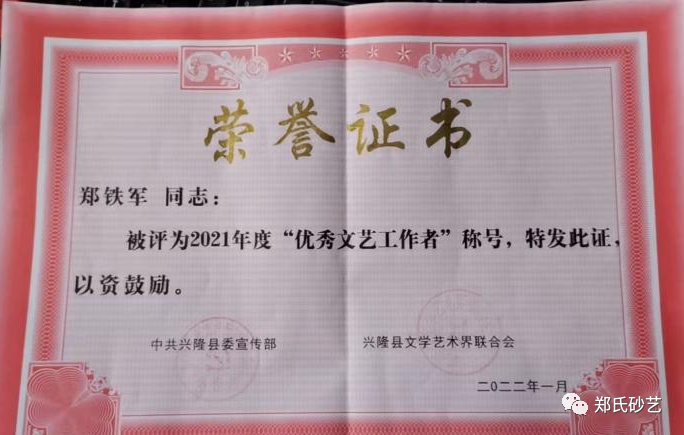 荣誉证书
郑铁军 同志：
被评为2021年度“优秀文艺工作者”称号，特发此证，
以资鼓励。
中共兴隆县委宣传部 兴隆县文学艺术界联合会
二〇二二年一月
郑氏砂艺